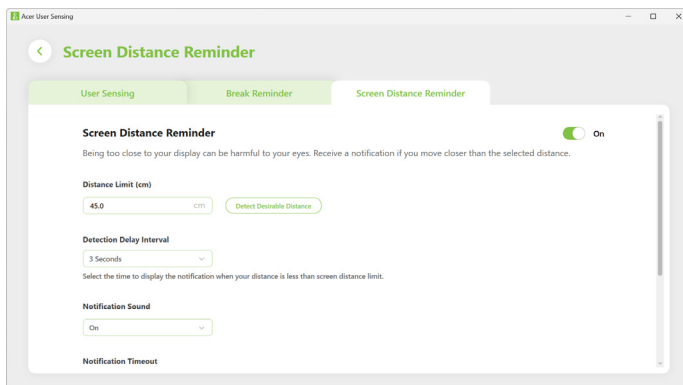 Acer User Sensing
Screen Distance Reminder
User Sensing
Break Reminder
Screen Distance Reminder
Screen Distance Reminder
On
Being too close to your display can be harmful to your eyes. Receive a notification if you move closer than the selected distance.
Distance Limit (cm)
45.0 cm
Detect Desirable Distance
Detection Delay Interval
3 Seconds
Select the time to display the notification when your distance is less than screen distance limit.
Notification Sound
On
Notification Timeout